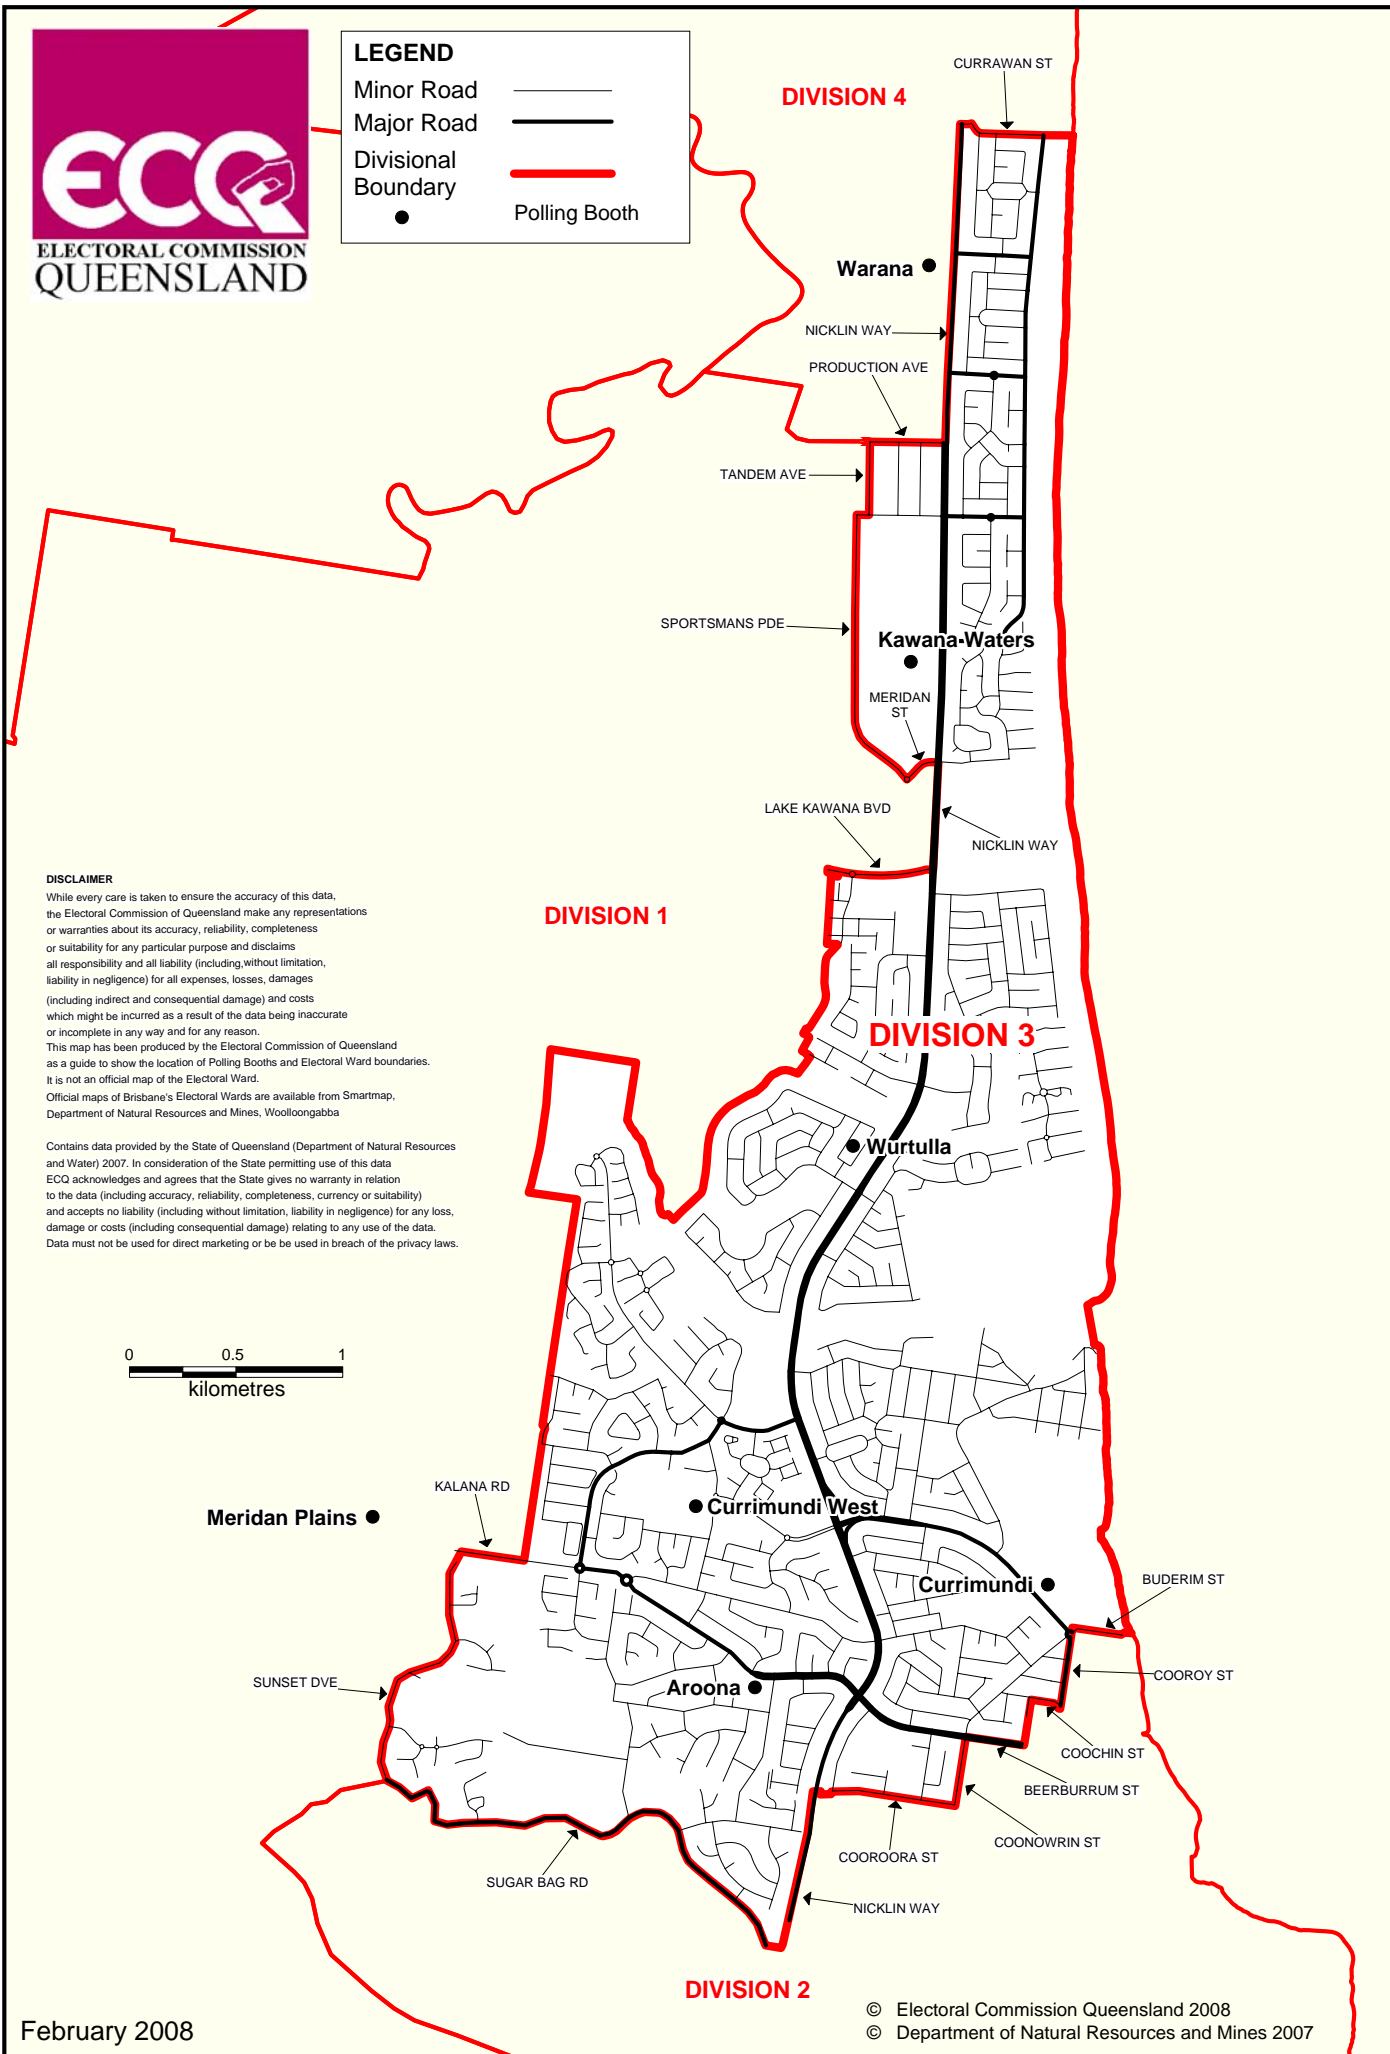 ECQ
ELECTORAL COMMISSION
QUEENSLAND
LEGEND
Minor Road
Major Road
Divisional
Boundary
Polling Booth
DIVISION 4
CURRAWAN ST
Warana
NICKLIN WAY
PRODUCTION AVE
TANDEM AVE
SPORTSMANS PDE
Kawana-Waters
MERIDAN
ST
LAKE KAWANA BVD
NICKLIN WAY
DISCLAIMER
While every care is taken to ensure the accuracy of this data,
the Electoral Commission of Queensland make any representations
or warranties about its accuracy, reliability, completeness
or suitability for any particular purpose and disclaims
all responsibility and all liability (including,without limitation,
liability in negligence) for all expenses, losses, damages
(including indirect and consequential damage) and costs
which might be incurred as a result of the data being inaccurate
or incomplete in any way and for any reason.
This map has been produced by the Electoral Commission of Queensland
as a guide to show the location of Polling Booths and Electoral Ward boundaries.
It is not an official map of the Electoral Ward.
Official maps of Brisbane's Electoral Wards are available from Smartmap,
Department of Natural Resources and Mines, Woolloongabba
Contains data provided by the State of Queensland (Department of Natural Resources
and Water) 2007. In consideration of the State permitting use of this data
ECQ acknowledges and agrees that the State gives no warranty in relation
to the data (including accuracy, reliability, completeness, currency or suitability)
and accepts no liability (including without limitation, liability in negligence) for any loss,
damage or costs (including consequential damage) relating to any use of the data.
Data must not be used for direct marketing or be be used in breach of the privacy laws.
DIVISION 1
DIVISION 3
Wurtulla
0 0.5 1
kilometres
KALANA RD
Meridan Plains
Currimundi West
Currimundi
BUDERIM ST
SUNSET DVE
Aroona
COOROY ST
COOCHIN ST
BEERBURRUM ST
COONOWRIN ST
COOROORA ST
SUGAR BAG RD
NICKLIN WAY
DIVISION 2
February 2008
© Electoral Commission Queensland 2008
© Department of Natural Resources and Mines 2007